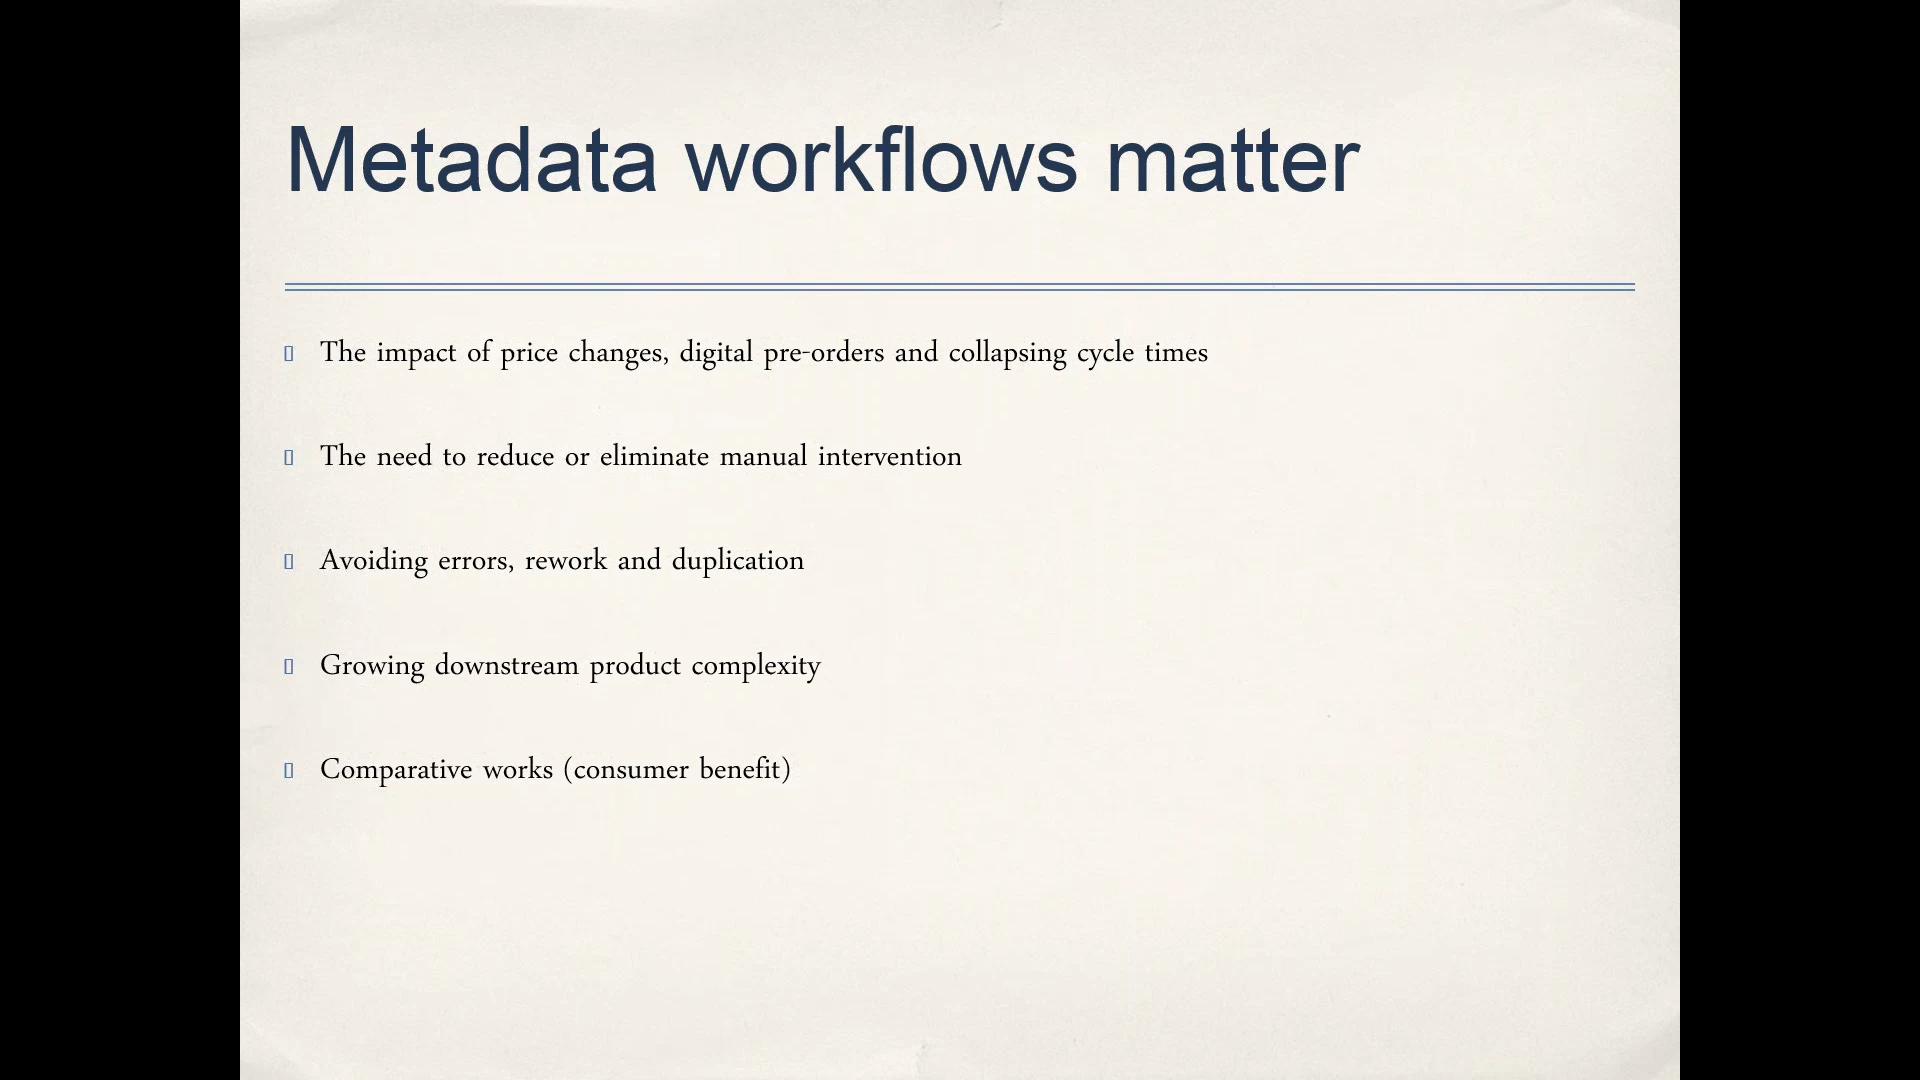 Metadata workflows matter
The impact of price changes, digital pre-orders and collapsing cycle times
The need to reduce or eliminate manual intervention
Avoiding errors, rework and duplication
Growing downstream product complexity
Comparative works (consumer benefit)